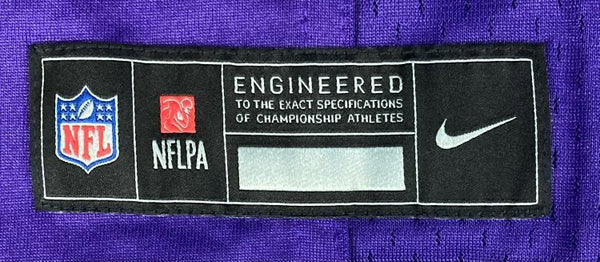 NFL
NFLPA
ENGINEERED
TO THE EXACT SPECIFICATIONS
OF CHAMPIONSHIP ATHLETES